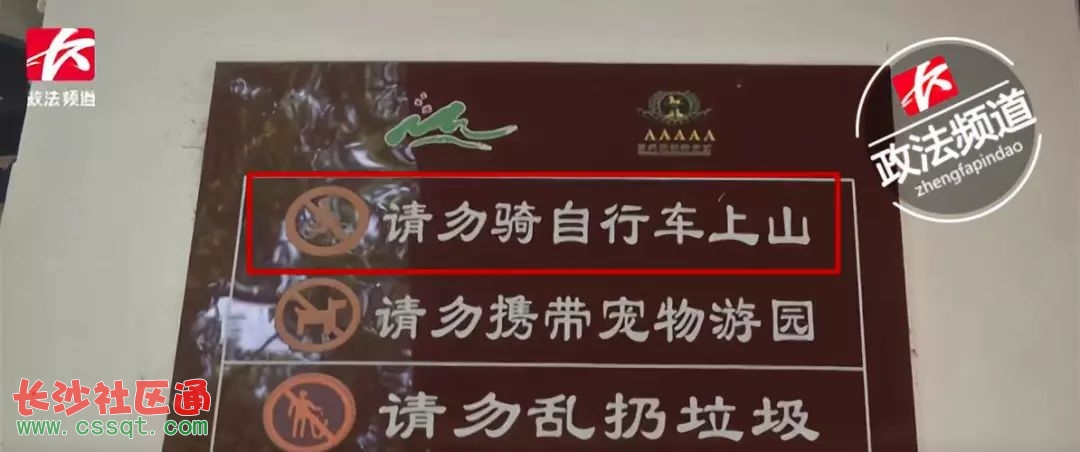 政法频道
政法频道
zhengfapindao
AAAAA
请勿骑自行车上山
请勿携带宠物游园
请勿乱扔垃圾
长沙社区通
www.cssqt.com